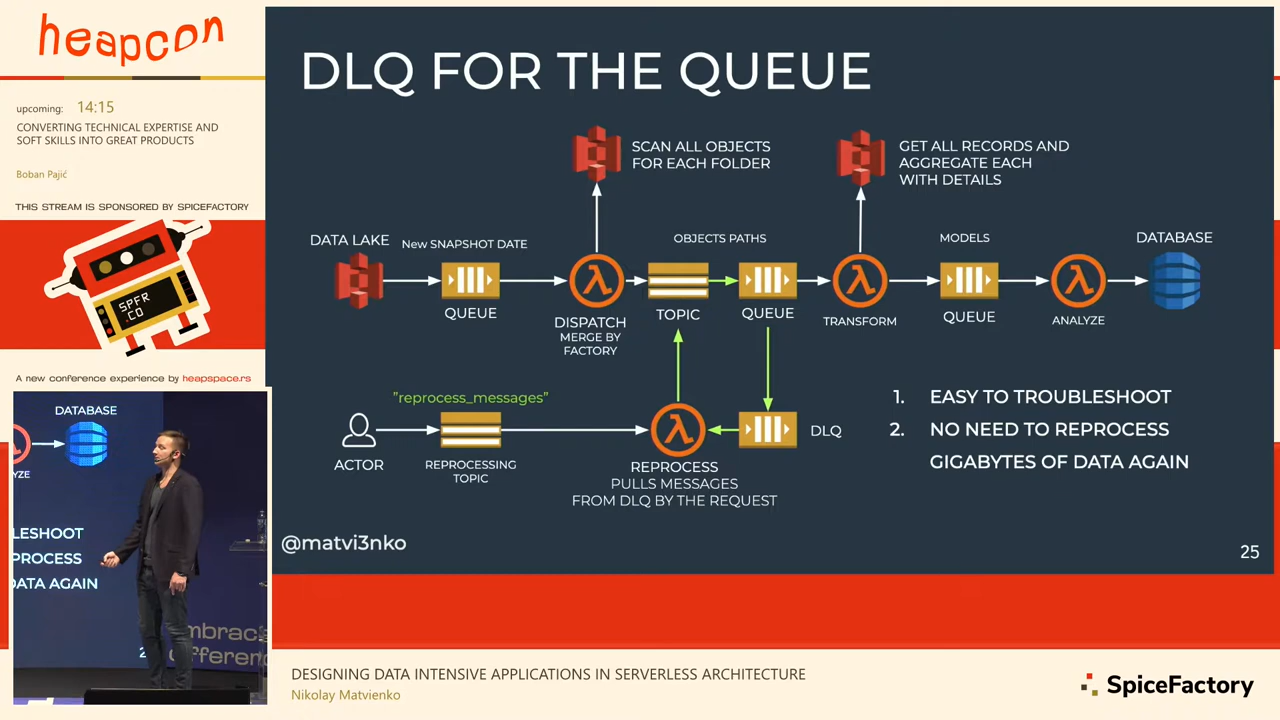 heapcon
upcoming: 14:15
CONVERTING TECHNICAL EXPERTISE AND
SOFT SKILLS INTO GREAT PRODUCTS
Boban Pajić
THIS STREAM IS SPONSORED BY SPICEFACTORY
SPFR
.CO
A new conference experience by heapspace.rs
DLQ FOR THE QUEUE
SCAN ALL OBJECTS
FOR EACH FOLDER
GET ALL RECORDS AND
AGGREGATE EACH
WITH DETAILS
DATA LAKE
New SNAPSHOT DATE
OBJECTS PATHS
MODELS
DATABASE
QUEUE
DISPATCH
MERGE BY
FACTORY
TOPIC
QUEUE
TRANSFORM
QUEUE
ANALYZE
"reprocess_messages"
ACTOR
REPROCESSING
TOPIC
REPROCESS
PULLS MESSAGES
FROM DLQ BY THE REQUEST
DLQ
1. EASY TO TROUBLESHOOT
2. NO NEED TO REPROCESS
GIGABYTES OF DATA AGAIN
@matvi3nko
25
DATABASE
YZE
LESHOOT
PROCESS
DATA AGAIN
2
mbrac
fferen
DESIGNING DATA INTENSIVE APPLICATIONS IN SERVERLESS ARCHITECTURE
Nikolay Matvienko
SpiceFactory